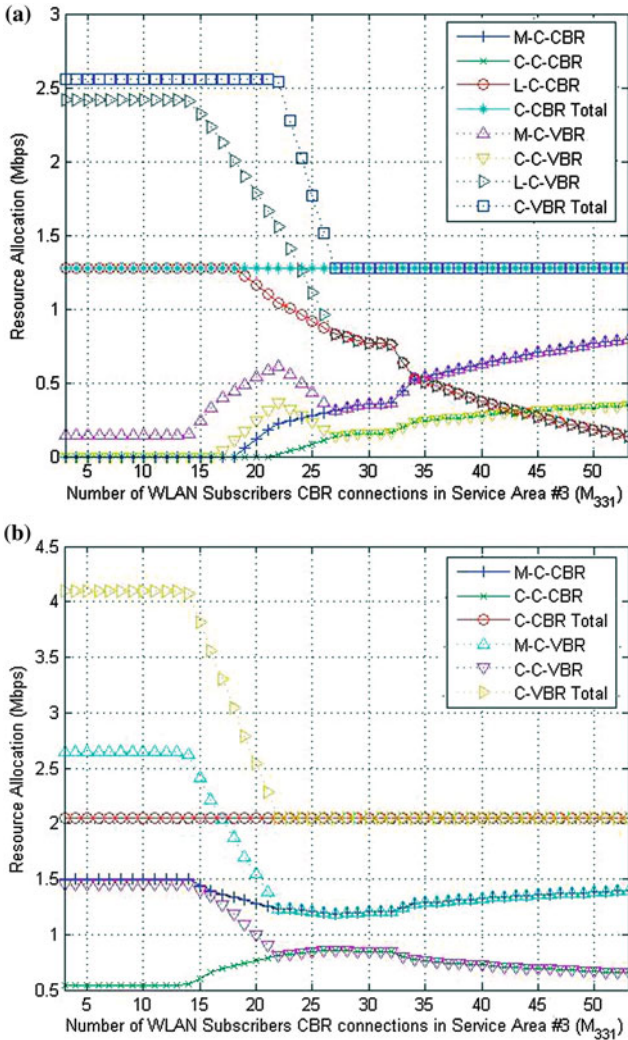 (a)
3
2.5
2
1.5
1
0.5
0
Resource Allocation (Mbps)
M-C-CBR
C-C-CBR
L-C-CBR
C-CBR Total
M-C-VBR
C-C-VBR
L-C-VBR
C-VBR Total
5 10 15 20 25 30 35 40 45 50
Number of WLAN Subscribers CBR connections in Service Area #3 (M331)
(b)
4.5
4
3.5
3
2.5
2
1.5
1
0.5
Resource Allocation (Mbps)
M-C-CBR
C-C-CBR
C-CBR Total
M-C-VBR
C-C-VBR
C-VBR Total
5 10 15 20 25 30 35 40 45 50
Number of WLAN Subscribers CBR connections in Service Area #3 (M331)